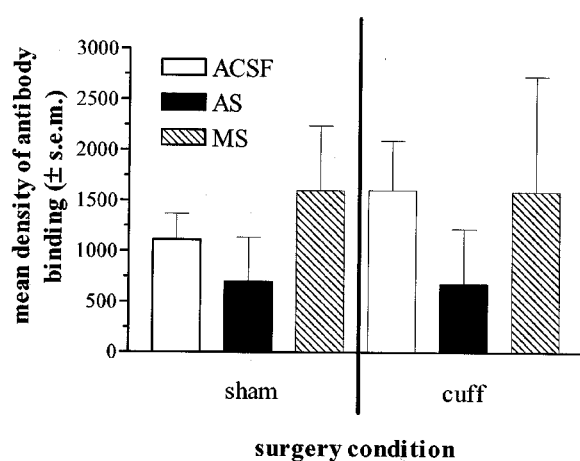 3000
2500
2000
1500
1000
500
0
mean density of antibody
binding (± s.e.m.)
ACSF
AS
MS
sham
cuff
surgery condition